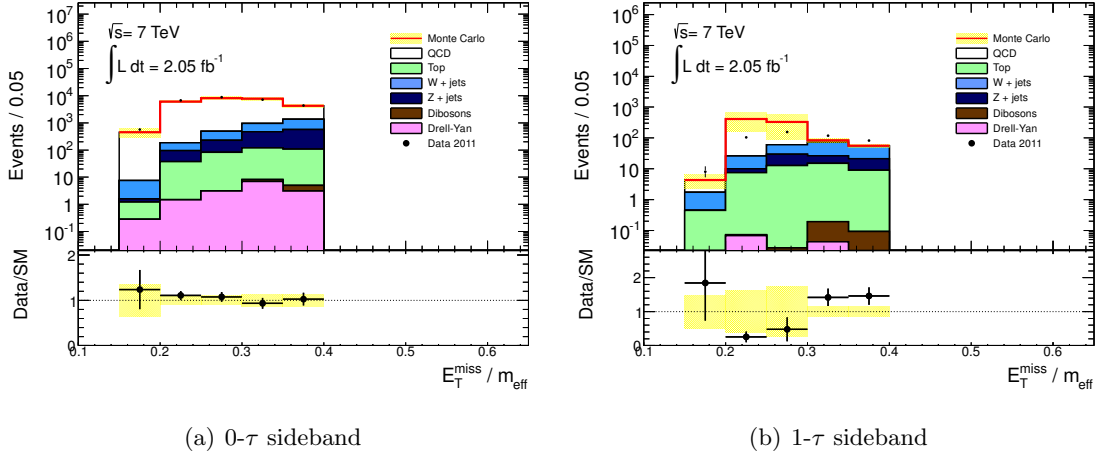 Events / 0.05
10⁷
10⁶
10⁵
10⁴
10³
10²
10
1
10⁻¹
√s= 7 TeV
∫L dt = 2.05 fb⁻¹
Monte Carlo
QCD
Top
W + jets
Z + jets
Dibosons
Drell-Yan
Data 2011
Data/SM
2
1
0
0.1 0.2 0.3 0.4 0.5 0.6
E_T^miss / m_eff
(a) 0-τ sideband
Events / 0.05
10⁷
10⁶
10⁵
10⁴
10³
10²
10
1
10⁻¹
√s= 7 TeV
∫L dt = 2.05 fb⁻¹
Monte Carlo
QCD
Top
W + jets
Z + jets
Dibosons
Drell-Yan
Data 2011
Data/SM
2
1
0
0.1 0.2 0.3 0.4 0.5 0.6
E_T^miss / m_eff
(b) 1-τ sideband